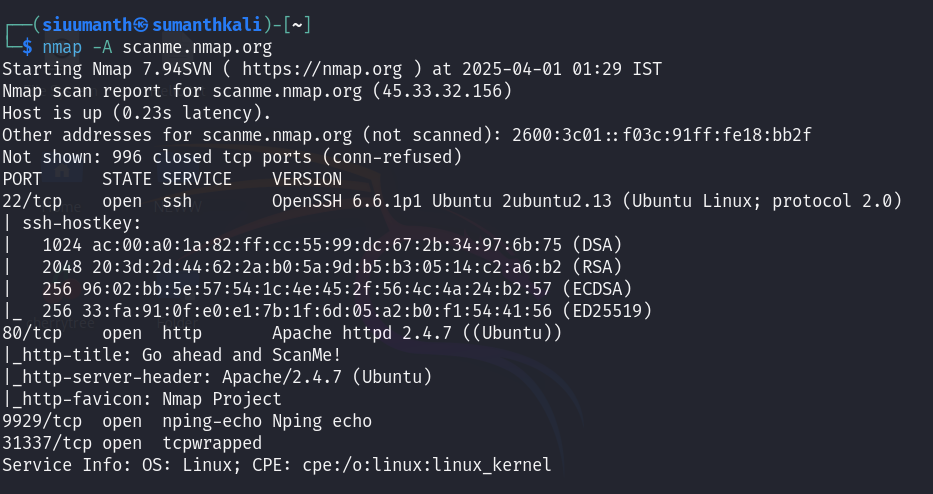 ┌──(siuumanth㉿sumanthkali)-[~]
└─$ nmap -A scanme.nmap.org
Starting Nmap 7.94SVN ( https://nmap.org ) at 2025-04-01 01:29 IST
Nmap scan report for scanme.nmap.org (45.33.32.156)
Host is up (0.23s latency).
Other addresses for scanme.nmap.org (not scanned): 2600:3c01::f03c:91ff:fe18:bb2f
Not shown: 996 closed tcp ports (conn-refused)
PORT      STATE SERVICE    VERSION
22/tcp    open  ssh        OpenSSH 6.6.1p1 Ubuntu 2ubuntu2.13 (Ubuntu Linux; protocol 2.0)
| ssh-hostkey:
|   1024 ac:00:a0:1a:82:ff:cc:55:99:dc:67:2b:34:97:6b:75 (DSA)
|   2048 20:3d:2d:44:62:2a:b0:5a:9d:b5:b3:05:14:c2:a6:b2 (RSA)
|   256 96:02:bb:5e:57:54:1c:4e:45:2f:56:4c:4a:24:b2:57 (ECDSA)
|_  256 33:fa:91:0f:e0:e1:7b:1f:6d:05:a2:b0:f1:54:41:56 (ED25519)
80/tcp    open  http       Apache httpd 2.4.7 ((Ubuntu))
|_http-title: Go ahead and ScanMe!
|_http-server-header: Apache/2.4.7 (Ubuntu)
|_http-favicon: Nmap Project
9929/tcp  open  nping-echo Nping echo
31337/tcp open  tcpwrapped
Service Info: OS: Linux; CPE: cpe:/o:linux:linux_kernel